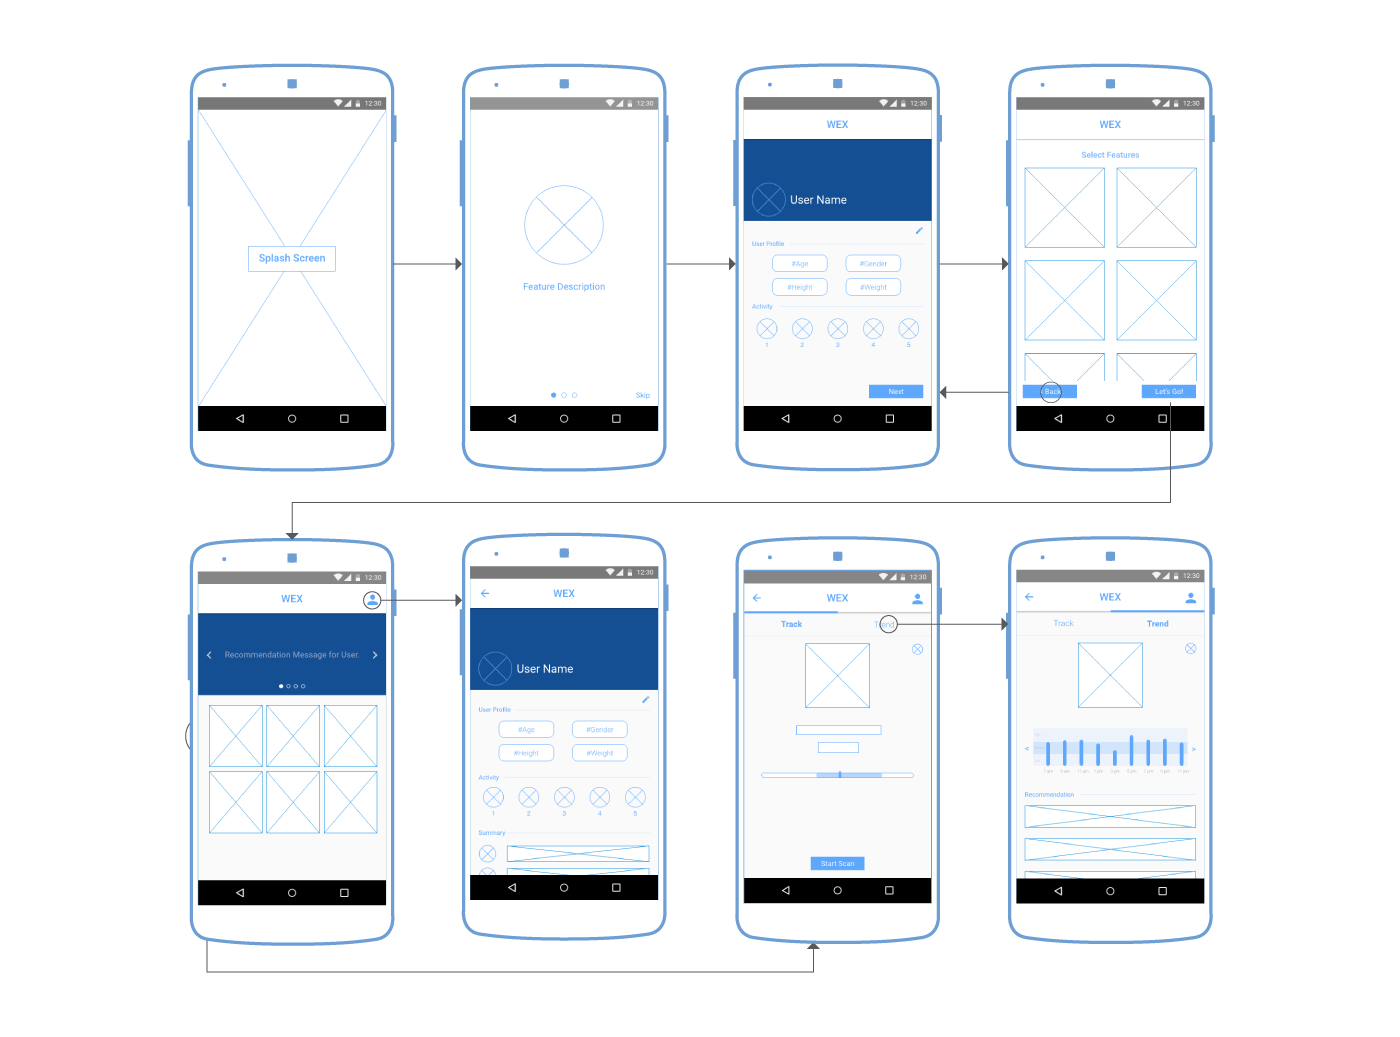 12:30
Splash Screen
12:30
Feature Description
Skip
12:30
WEX
User Name
User Profile
#Age #Gender
#Height #Weight
Activity
1 2 3 4 5
Next
12:30
WEX
Select Features
Back Let's Go!
12:30
WEX
Recommendation Message for User.
12:30
WEX
User Name
User Profile
#Age #Gender
#Height #Weight
Activity
1 2 3 4 5
Summary
12:30
WEX
Track Trend
Start Scan
12:30
WEX
Track Trend
Recommendation